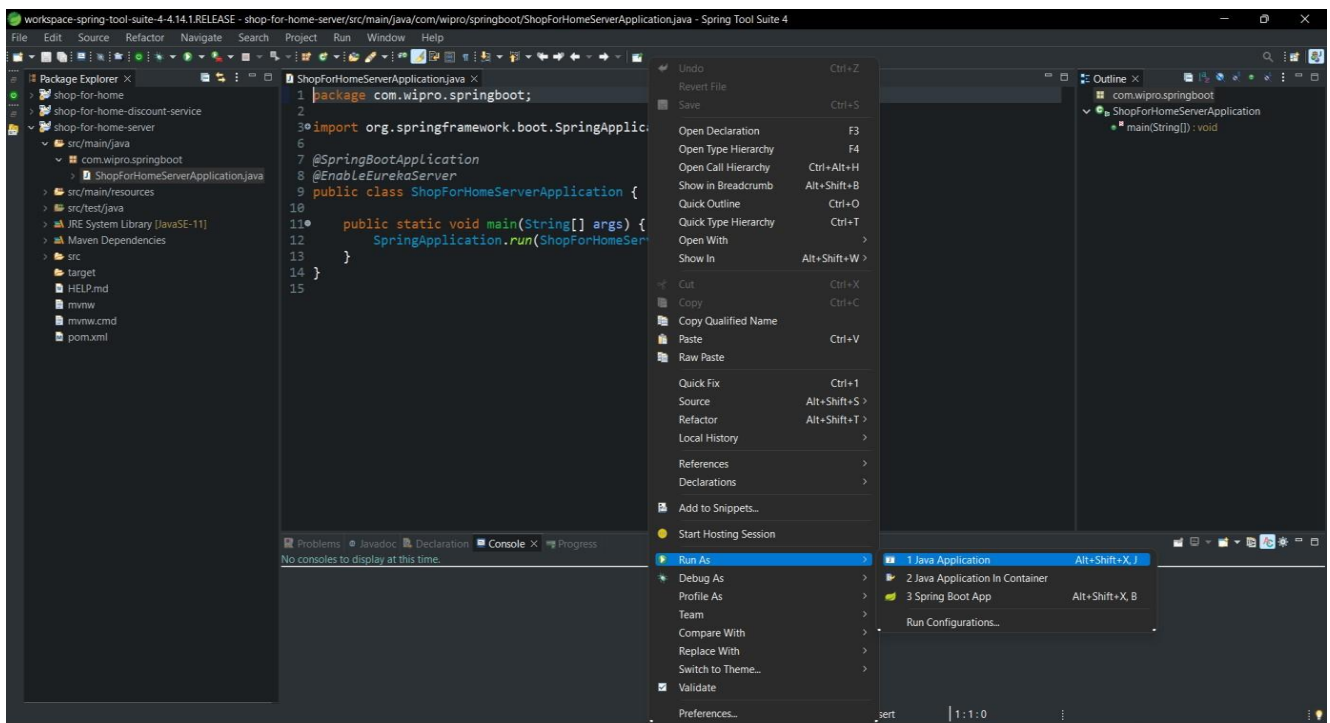 workspace-spring-tool-suite-4-4.14.1.RELEASE - shop-for-home-server/src/main/java/com/wipro/springboot/ShopForHomeServerApplication.java - Spring Tool Suite 4
File Edit Source Refactor Navigate Search Project Run Window Help
Package Explorer
shop-for-home
shop-for-home-discount-service
shop-for-home-server
src/main/java
com.wipro.springboot
ShopForHomeServerApplication.java
src/main/resources
src/test/java
JRE System Library [JavaSE-11]
Maven Dependencies
src
target
HELP.md
mvnw
mvnw.cmd
pom.xml
ShopForHomeServerApplication.java
1 package com.wipro.springboot;
2
3 import org.springframework.boot.SpringApplic
6
7 @SpringBootApplication
8 @EnableEurekaServer
9 public class ShopForHomeServerApplication {
10
11 public static void main(String[] args) {
12 SpringApplication.run(ShopForHomeSer
13 }
14 }
15
Problems Javadoc Declaration Console Progress
No consoles to display at this time.
Undo Ctrl+Z
Revert File
Save Ctrl+S
Open Declaration F3
Open Type Hierarchy F4
Open Call Hierarchy Ctrl+Alt+H
Show in Breadcrumb Alt+Shift+B
Quick Outline Ctrl+O
Quick Type Hierarchy Ctrl+T
Open With >
Show In Alt+Shift+W >
Cut Ctrl+X
Copy Ctrl+C
Copy Qualified Name
Paste Ctrl+V
Raw Paste
Quick Fix Ctrl+1
Source Alt+Shift+S >
Refactor Alt+Shift+T >
Local History >
References >
Declarations >
Add to Snippets...
Start Hosting Session
Run As >
Debug As >
Profile As >
Team >
Compare With >
Replace With >
Switch to Theme... >
Validate
Preferences...
1 Java Application Alt+Shift+X, J
2 Java Application In Container
3 Spring Boot App Alt+Shift+X, B
Run Configurations...
Outline
com.wipro.springboot
ShopForHomeServerApplication
main(String[]) : void
sert 1 : 1 : 0